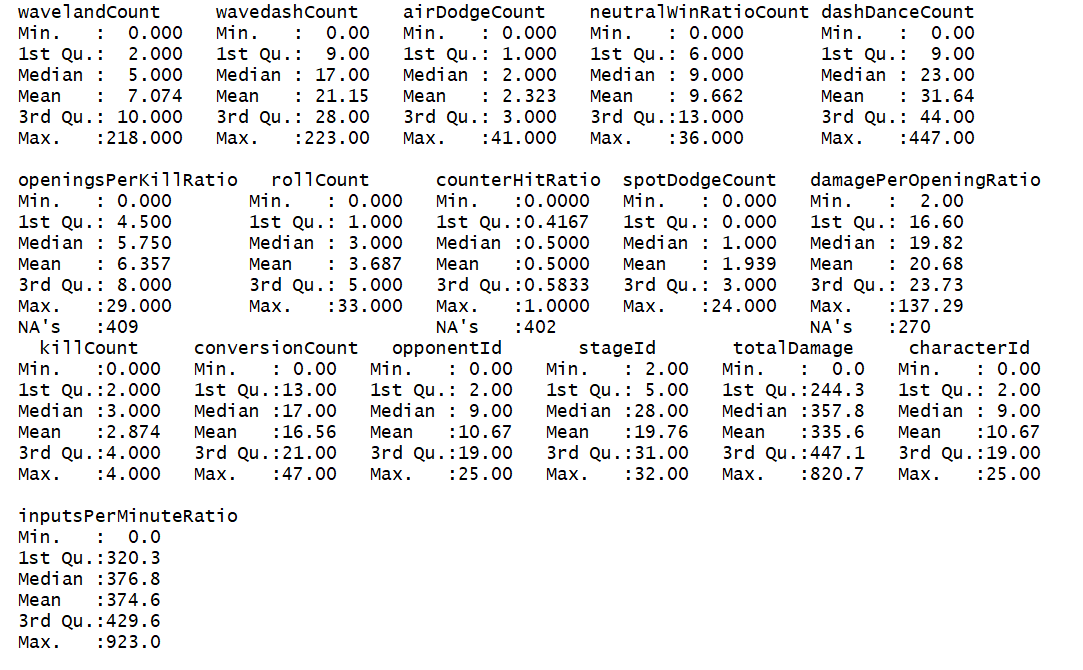 wavelandCount wavedashCount airDodgeCount neutralWinRatioCount dashDanceCount
Min. : 0.000 Min. : 0.00 Min. : 0.000 Min. : 0.000 Min. : 0.00
1st Qu.: 2.000 1st Qu.: 9.00 1st Qu.: 1.000 1st Qu.: 6.000 1st Qu.: 9.00
Median : 5.000 Median : 17.00 Median : 2.000 Median : 9.000 Median : 23.00
Mean : 7.074 Mean : 21.15 Mean : 2.323 Mean : 9.662 Mean : 31.64
3rd Qu.: 10.000 3rd Qu.: 28.00 3rd Qu.: 3.000 3rd Qu.:13.000 3rd Qu.: 44.00
Max. :218.000 Max. :223.00 Max. :41.000 Max. :36.000 Max. :447.00
openingsPerKillRatio rollCount counterHitRatio spotDodgeCount damagePerOpeningRatio
Min. : 0.000 Min. : 0.000 Min. :0.0000 Min. : 0.000 Min. : 2.00
1st Qu.: 4.500 1st Qu.: 1.000 1st Qu.:0.4167 1st Qu.: 0.000 1st Qu.: 16.60
Median : 5.750 Median : 3.000 Median :0.5000 Median : 1.000 Median : 19.82
Mean : 6.357 Mean : 3.687 Mean :0.5000 Mean : 1.939 Mean : 20.68
3rd Qu.: 8.000 3rd Qu.: 5.000 3rd Qu.:0.5833 3rd Qu.: 3.000 3rd Qu.: 23.73
Max. :29.000 Max. :33.000 Max. :1.0000 Max. :24.000 Max. :137.29
NA's :409 NA's :402 NA's :270
killCount conversionCount opponentId stageId totalDamage characterId
Min. :0.000 Min. : 0.00 Min. : 0.00 Min. : 2.00 Min. : 0.0 Min. : 0.00
1st Qu.:2.000 1st Qu.:13.00 1st Qu.: 2.00 1st Qu.: 5.00 1st Qu.:244.3 1st Qu.: 2.00
Median :3.000 Median :17.00 Median : 9.00 Median :28.00 Median :357.8 Median : 9.00
Mean :2.874 Mean :16.56 Mean :10.67 Mean :19.76 Mean :335.6 Mean :10.67
3rd Qu.:4.000 3rd Qu.:21.00 3rd Qu.:19.00 3rd Qu.:31.00 3rd Qu.:447.1 3rd Qu.:19.00
Max. :4.000 Max. :47.00 Max. :25.00 Max. :32.00 Max. :820.7 Max. :25.00
inputsPerMinuteRatio
Min. : 0.0
1st Qu.:320.3
Median :376.8
Mean :374.6
3rd Qu.:429.6
Max. :923.0